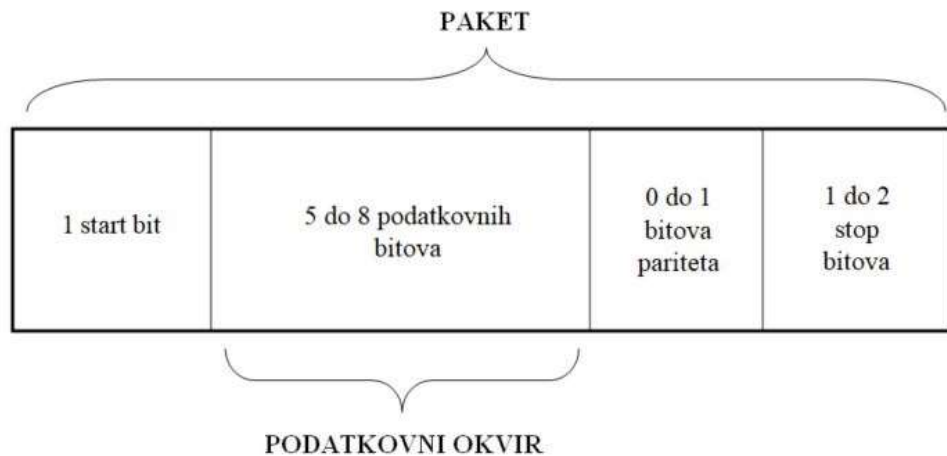 PAKET
1 start bit
5 do 8 podatkovnih
bitova
0 do 1
bitova
pariteta
1 do 2
stop
bitova
PODATKOVNI OKVIR